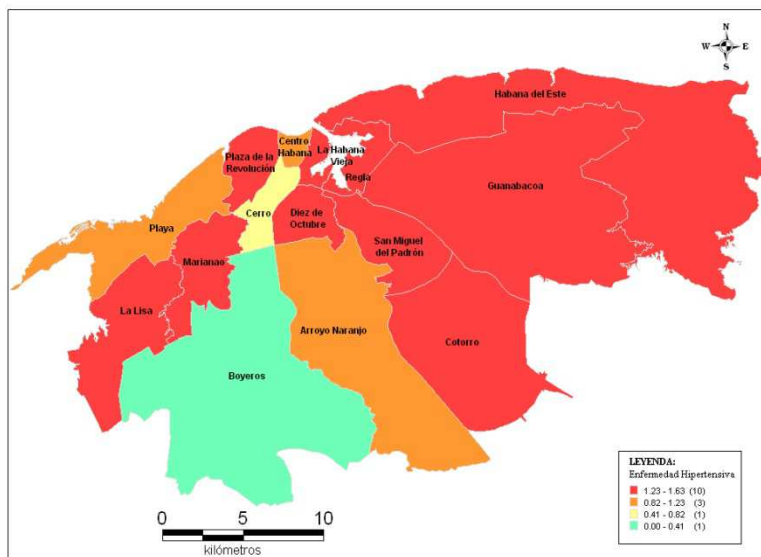 N
W E
S
Habana del Este
Centro
Habana
La Habana
Vieja
Plaza de la
Revolución
Regla
Guanabacoa
Cerro
Diez de
Octubre
Playa
San Miguel
del Padrón
Marianao
La Lisa
Arroyo Naranjo
Cotorro
Boyeros
0 5 10
kilómetros
LEYENDA:
Enfermedad Hipertensiva
1.23 - 1.63 (10)
0.82 - 1.23 (3)
0.41 - 0.82 (1)
0.00 - 0.41 (1)